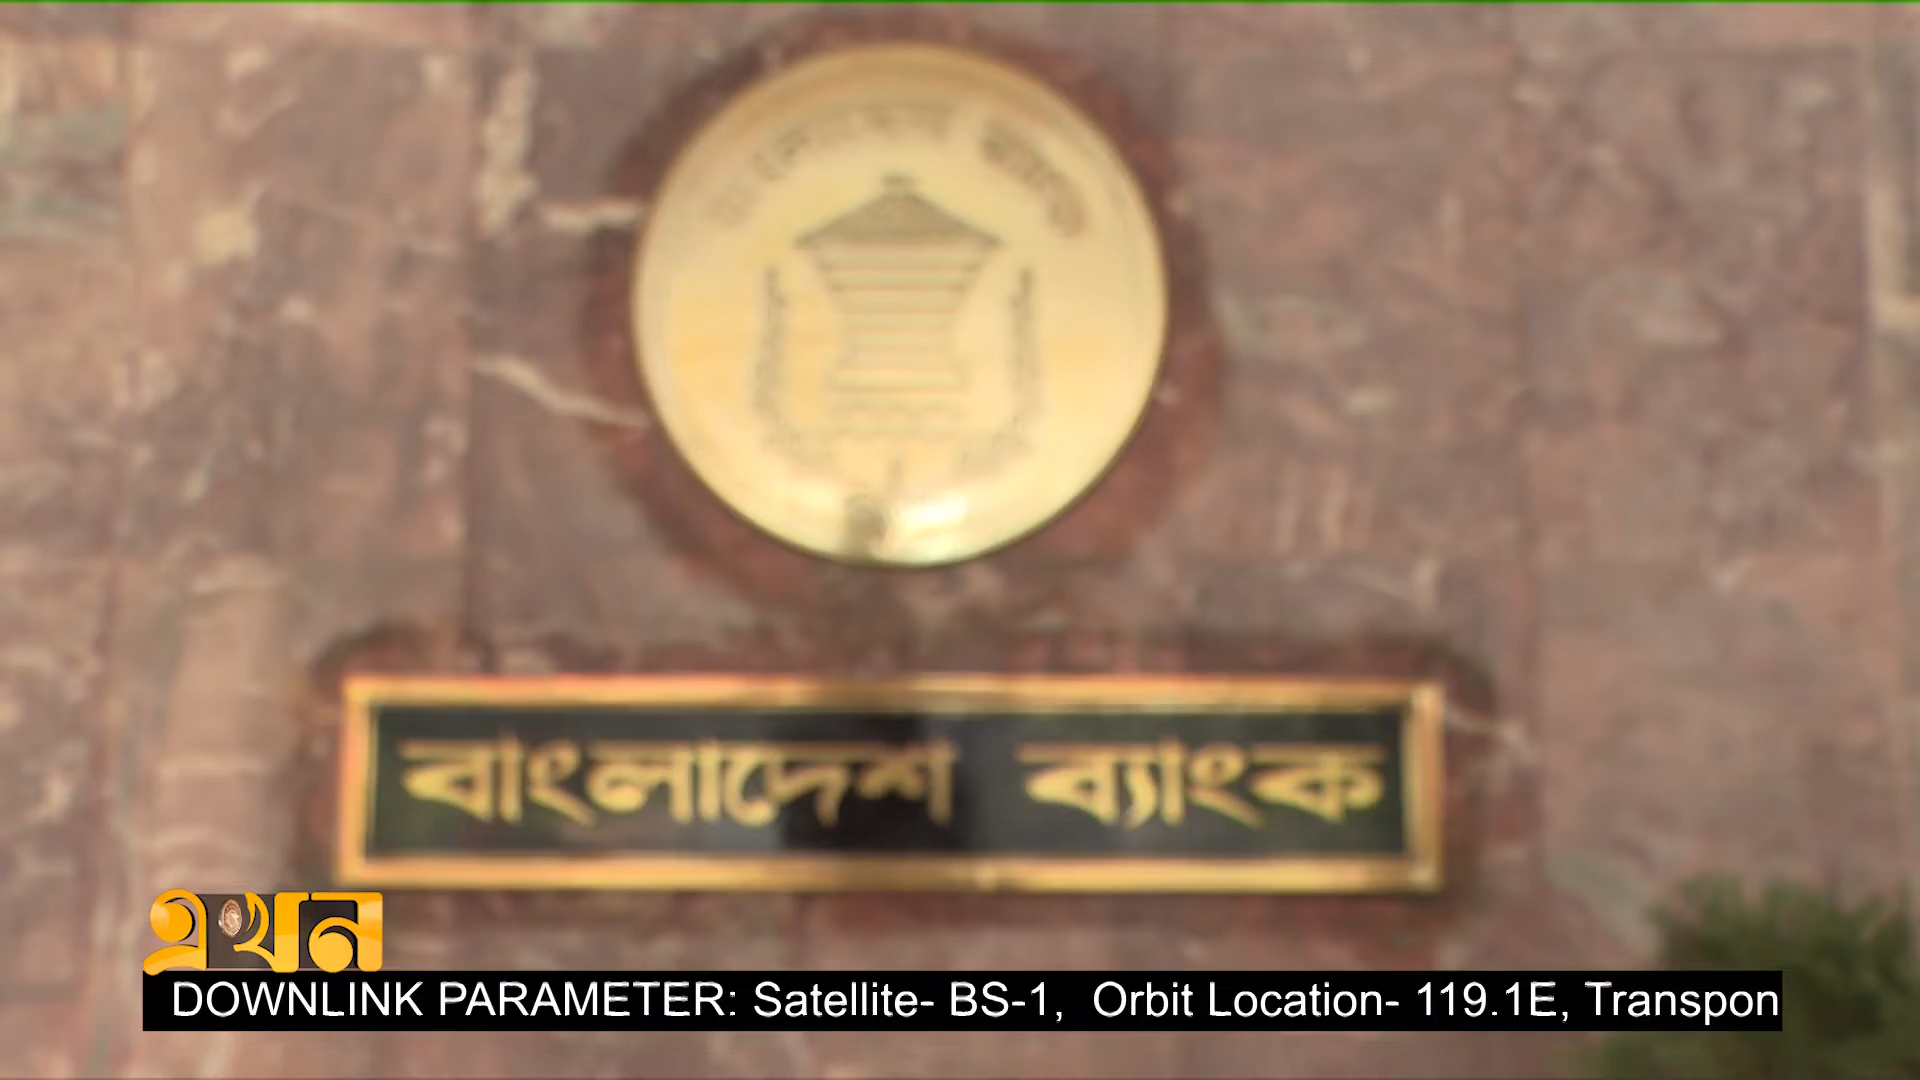 বাংলাদেশ ব্যাংক
এখন
DOWNLINK PARAMETER: Satellite- BS-1, Orbit Location- 119.1E, Transpon